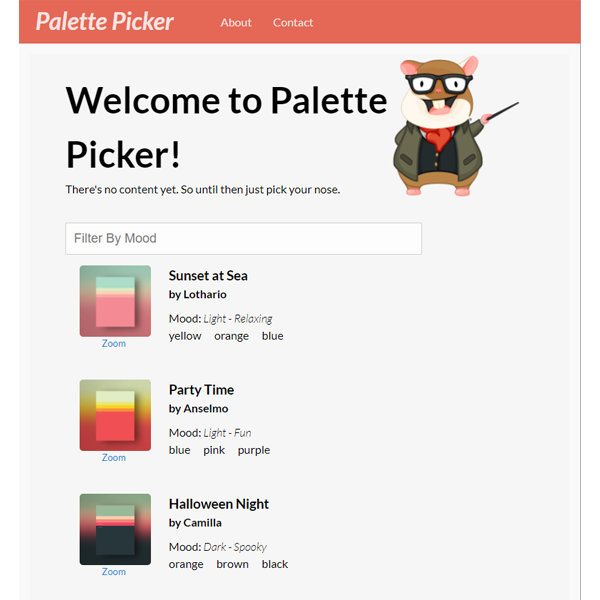 Palette Picker About Contact
Welcome to Palette
Picker!
There's no content yet. So until then just pick your nose.
Filter By Mood
Sunset at Sea
by Lothario
Mood: Light - Relaxing
yellow orange blue
Zoom
Party Time
by Anselmo
Mood: Light - Fun
blue pink purple
Zoom
Halloween Night
by Camilla
Mood: Dark - Spooky
orange brown black
Zoom